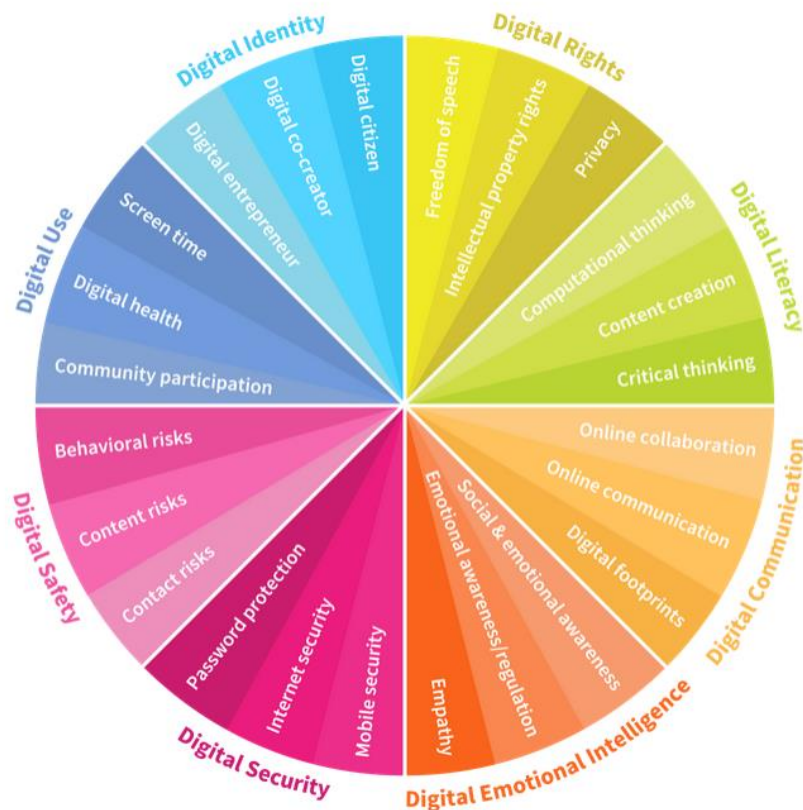 Digital Identity
Digital entrepreneur
Digital co-creator
Digital citizen
Digital Rights
Freedom of speech
Intellectual property rights
Privacy
Digital Literacy
Computational thinking
Content creation
Critical thinking
Digital Communication
Online collaboration
Online communication
Digital footprints
Digital Emotional Intelligence
Social & emotional awareness
Emotional awareness/regulation
Empathy
Digital Security
Mobile security
Internet security
Password protection
Digital Safety
Contact risks
Content risks
Behavioral risks
Digital Use
Community participation
Digital health
Screen time